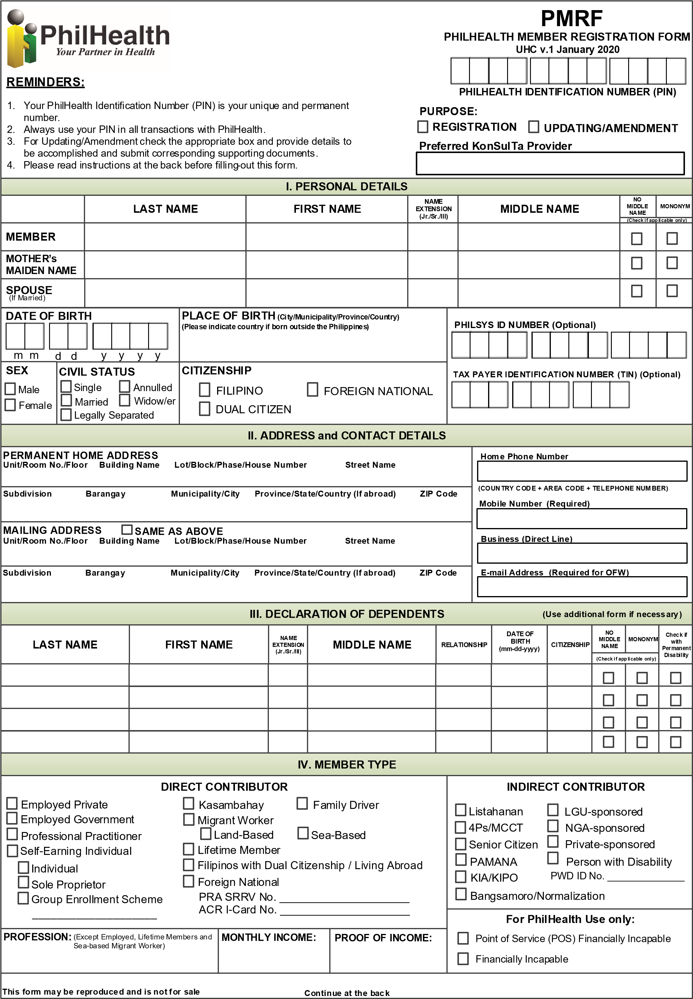 PhilHealth
Your Partner in Health
PMRF
PHILHEALTH MEMBER REGISTRATION FORM
UHC v.1 January 2020
PHILHEALTH IDENTIFICATION NUMBER (PIN)
REMINDERS:
1. Your PhilHealth Identification Number (PIN) is your unique and permanent
number.
2. Always use your PIN in all transactions with PhilHealth.
3. For Updating/Amendment check the appropriate box and provide details to
be accomplished and submit corresponding supporting documents.
4. Please read instructions at the back before filling-out this form.
PURPOSE:
REGISTRATION UPDATING/AMENDMENT
Preferred KonSulTa Provider
I. PERSONAL DETAILS
LAST NAME
FIRST NAME
NAME
EXTENSION
(Jr./Sr./III)
MIDDLE NAME
NO
MIDDLE
NAME
MONONYM
(Check if applicable only)
MEMBER
MOTHER's
MAIDEN NAME
SPOUSE
(If Married)
DATE OF BIRTH
m m d d y y y y
PLACE OF BIRTH (City/Municipality/Province/Country)
(Please indicate country if born outside the Philippines)
PHILSYS ID NUMBER (Optional)
SEX
Male
Female
CIVIL STATUS
Single Annulled
Married Widow/er
Legally Separated
CITIZENSHIP
FILIPINO FOREIGN NATIONAL
DUAL CITIZEN
TAX PAYER IDENTIFICATION NUMBER (TIN) (Optional)
II. ADDRESS and CONTACT DETAILS
PERMANENT HOME ADDRESS
Unit/Room No./Floor Building Name Lot/Block/Phase/House Number Street Name
Subdivision Barangay Municipality/City Province/State/Country (If abroad) ZIP Code
MAILING ADDRESS SAME AS ABOVE
Unit/Room No./Floor Building Name Lot/Block/Phase/House Number Street Name
Subdivision Barangay Municipality/City Province/State/Country (If abroad) ZIP Code
Home Phone Number
(COUNTRY CODE + AREA CODE + TELEPHONE NUMBER)
Mobile Number (Required)
Business (Direct Line)
E-mail Address (Required for OFW)
III. DECLARATION OF DEPENDENTS (Use additional form if necessary)
LAST NAME
FIRST NAME
NAME
EXTENSION
(Jr./Sr./III)
MIDDLE NAME
RELATIONSHIP
DATE OF
BIRTH
(mm-dd-yyyy)
CITIZENSHIP
NO
MIDDLE
NAME
MONONYM
(Check if applicable only)
Check if
with
Permanent
Disability
IV. MEMBER TYPE
DIRECT CONTRIBUTOR
Employed Private
Employed Government
Professional Practitioner
Self-Earning Individual
Individual
Sole Proprietor
Group Enrollment Scheme
____________________
Kasambahay Family Driver
Migrant Worker
Land-Based Sea-Based
Lifetime Member
Filipinos with Dual Citizenship / Living Abroad
Foreign National
PRA SRRV No. ____________________
ACR I-Card No. ____________________
INDIRECT CONTRIBUTOR
Listahanan
4Ps/MCCT
Senior Citizen
PAMANA
KIA/KIPO
Bangsamoro/Normalization
LGU-sponsored
NGA-sponsored
Private-sponsored
Person with Disability
PWD ID No. ______________
PROFESSION: (Except Employed, Lifetime Members and
Sea-based Migrant Worker)
MONTHLY INCOME:
PROOF OF INCOME:
For PhilHealth Use only:
Point of Service (POS) Financially Incapable
Financially Incapable
This form may be reproduced and is not for sale
Continue at the back